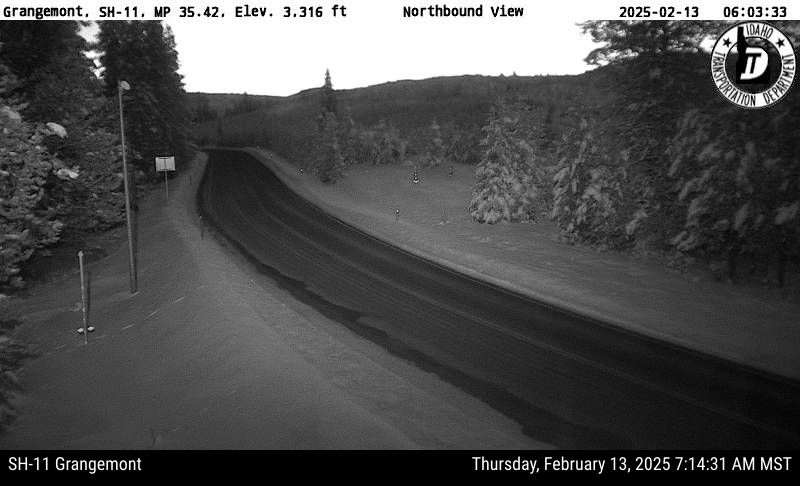 Grangemont, SH-11, MP 35.42, Elev. 3,316 ft Northbound View 2025-02-13 06:03:33
IDAHO
TRANSPORTATION DEPARTMENT
SH-11 Grangemont Thursday, February 13, 2025 7:14:31 AM MST